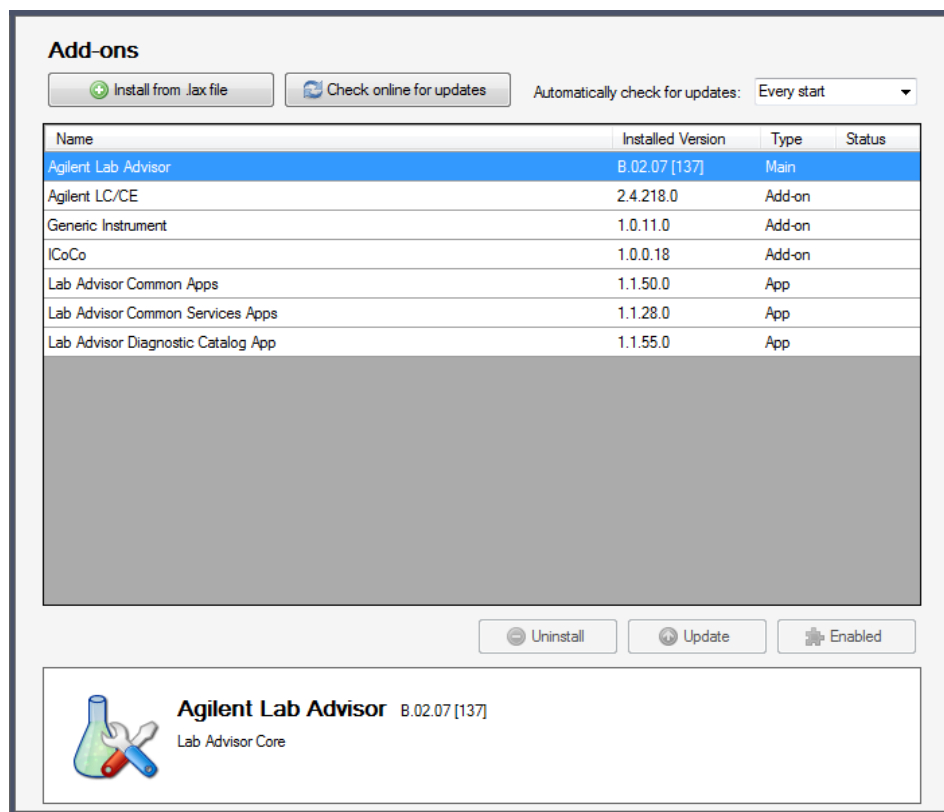 Add-ons
Install from .lax file Check online for updates Automatically check for updates: Every start
Name Installed Version Type Status
Agilent Lab Advisor B.02.07 [137] Main
Agilent LC/CE 2.4.218.0 Add-on
Generic Instrument 1.0.11.0 Add-on
ICoCo 1.0.0.18 Add-on
Lab Advisor Common Apps 1.1.50.0 App
Lab Advisor Common Services Apps 1.1.28.0 App
Lab Advisor Diagnostic Catalog App 1.1.55.0 App
Uninstall Update Enabled
Agilent Lab Advisor B.02.07 [137]
Lab Advisor Core